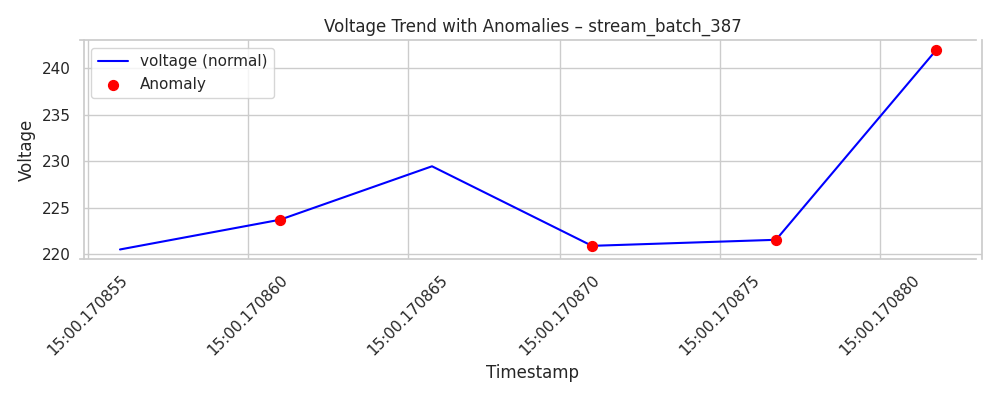 Voltage Trend with Anomalies – stream_batch_387
voltage (normal)
Anomaly
240
235
230
225
220
Voltage
15:00.170855
15:00.170860
15:00.170865
15:00.170870
15:00.170875
15:00.170880
Timestamp